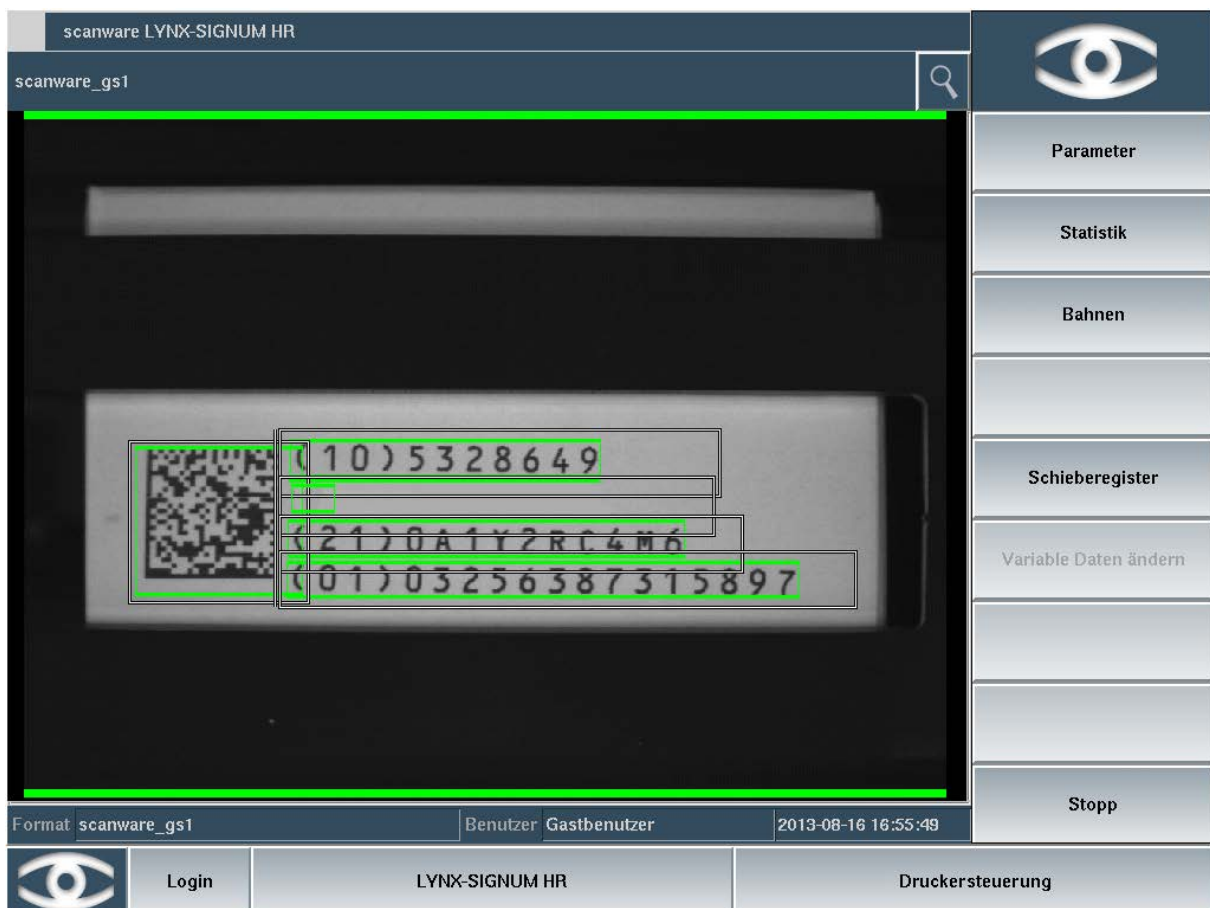 scanware LYNX-SIGNUM HR
scanware_gs1
Parameter
Statistik
Bahnen
Schieberegister
Variable Daten ändern
Stopp
(10)5328649
(21)0A1Y2RC4M6
(01)03256387315897
Format scanware_gs1
Benutzer Gastbenutzer
2013-08-16 16:55:49
Login
LYNX-SIGNUM HR
Druckersteuerung